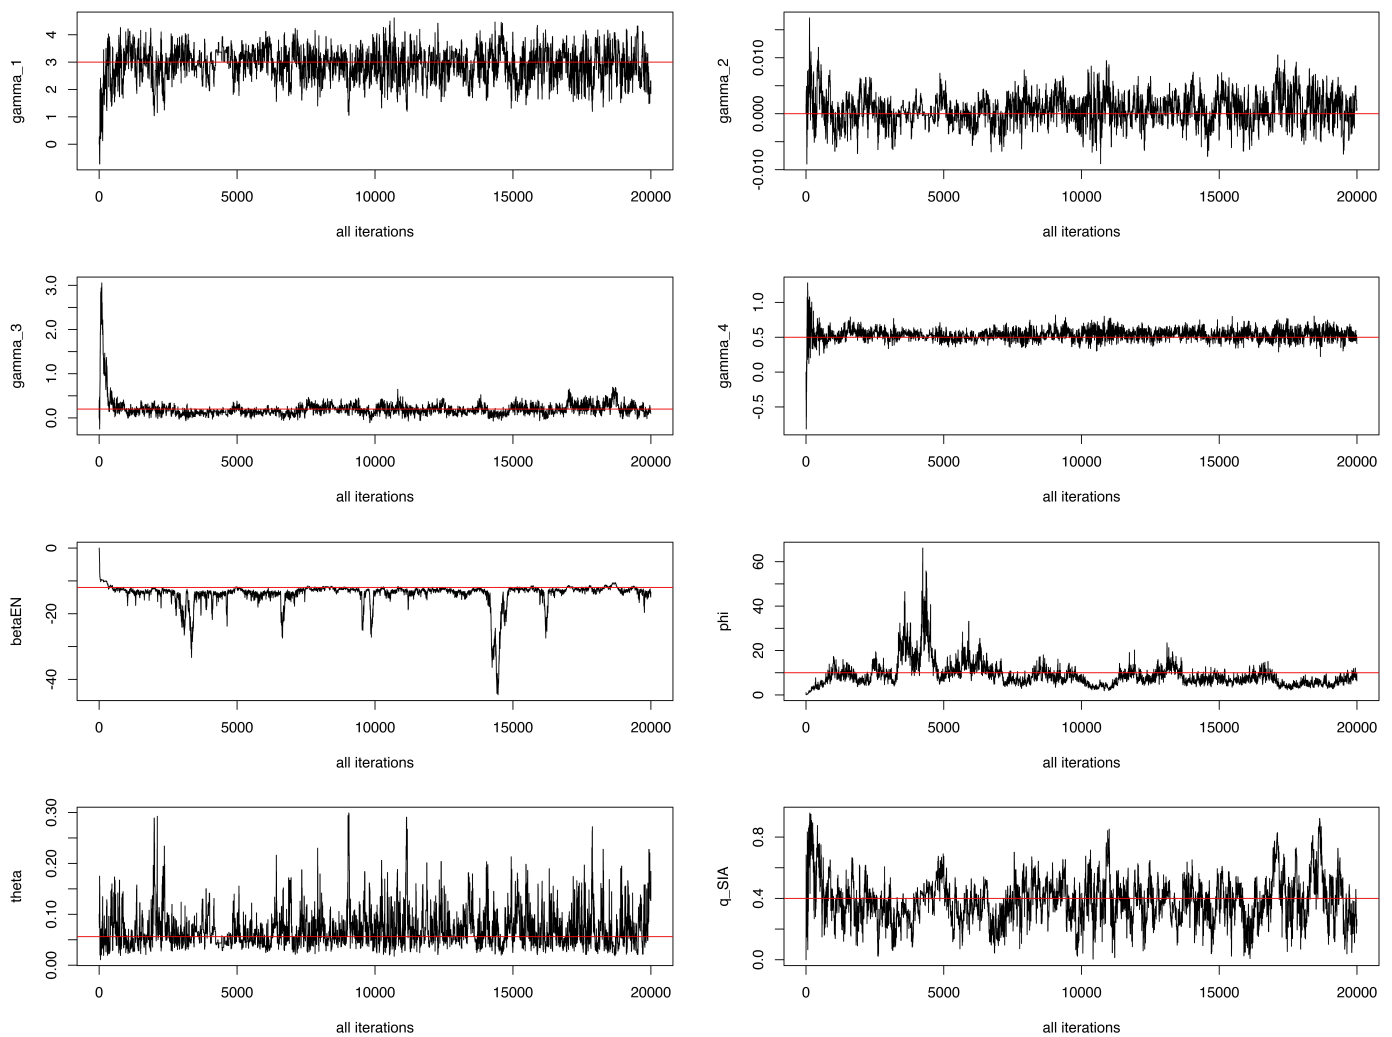 gamma_1
4
3
2
1
0
0 5000 10000 15000 20000
all iterations
gamma_2
0.010
0.000
-0.010
0 5000 10000 15000 20000
all iterations
gamma_3
3.0
2.0
1.0
0.0
0 5000 10000 15000 20000
all iterations
gamma_4
1.0
0.5
0.0
-0.5
0 5000 10000 15000 20000
all iterations
betaEN
0
-20
-40
0 5000 10000 15000 20000
all iterations
phi
60
40
20
0
0 5000 10000 15000 20000
all iterations
theta
0.30
0.20
0.10
0.00
0 5000 10000 15000 20000
all iterations
q_SIA
0.8
0.4
0.0
0 5000 10000 15000 20000
all iterations